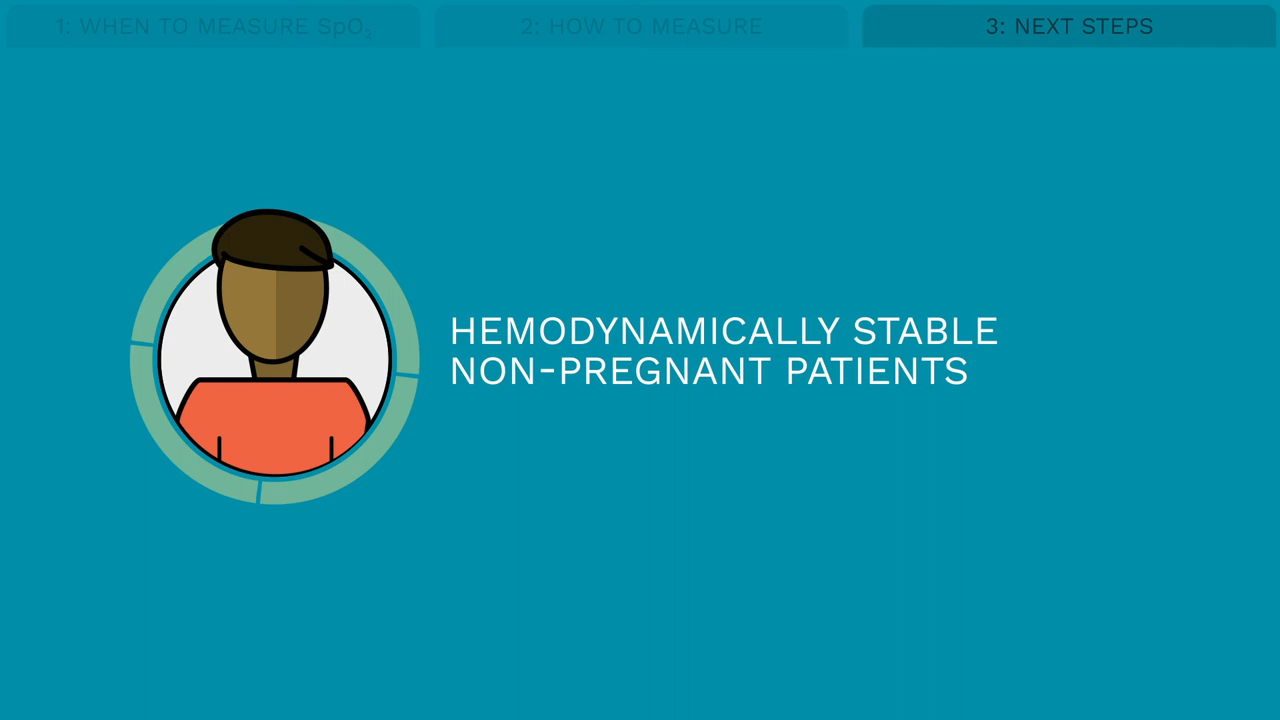 1: WHEN TO MEASURE SpO₂
2: HOW TO MEASURE
3: NEXT STEPS
HEMODYNAMICALLY STABLE
NON-PREGNANT PATIENTS